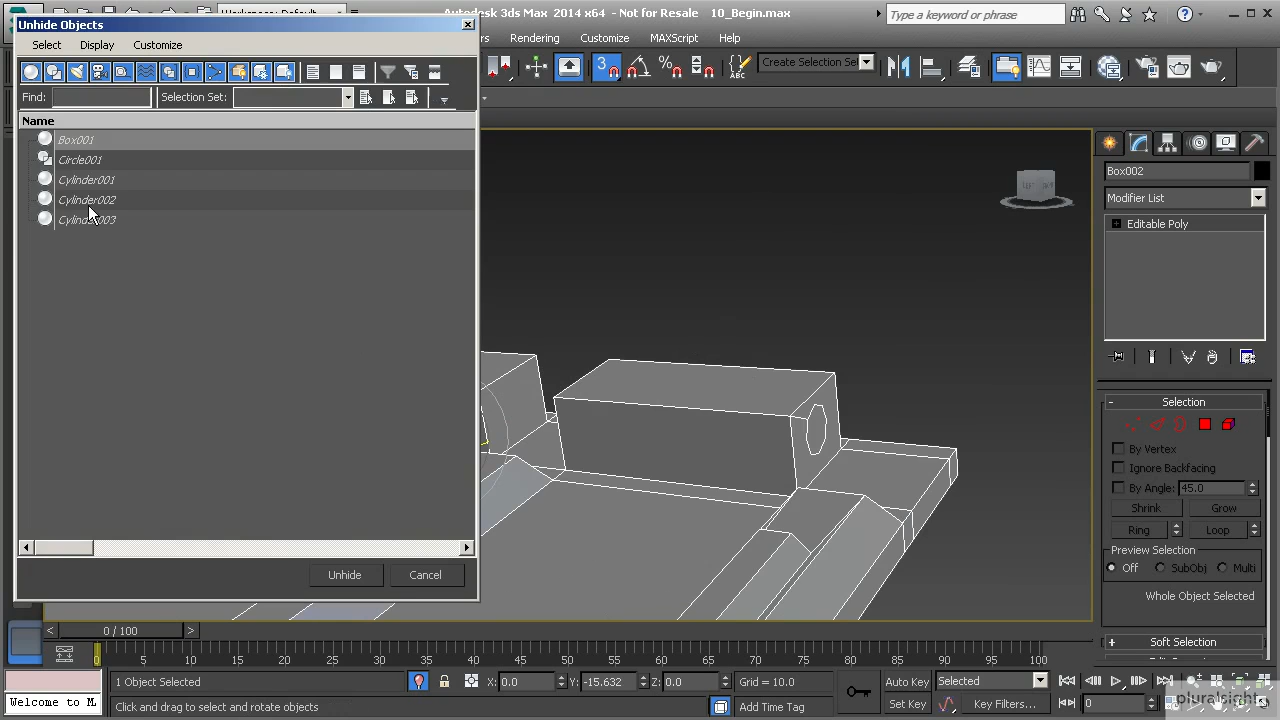 Unhide Objects
Autodesk 3ds Max 2014 x64 - Not for Resale 10_Begin.max
Type a keyword or phrase
Select Display Customize
Rendering Customize MAXScript Help
3
Create Selection Se
Find: Selection Set:
Name
Box001
Circle001
Cylinder001
Cylinder002
Cylinder003
Box002
Modifier List
Editable Poly
Selection
By Vertex
Ignore Backfacing
By Angle: 45.0
Shrink Grow
Ring Loop
Preview Selection
Off SubObj Multi
Whole Object Selected
Soft Selection
Unhide Cancel
0 / 100
0 5 10 15 20 25 30 35 40 45 50 55 60 65 70 75 80 85 90 95 100
1 Object Selected X: 0.0 Y: -15.632 Z: 0.0 Grid = 10.0 Auto Key Selected
Welcome to M Click and drag to select and rotate objects Add Time Tag Set Key Key Filters... 0
pluralsight